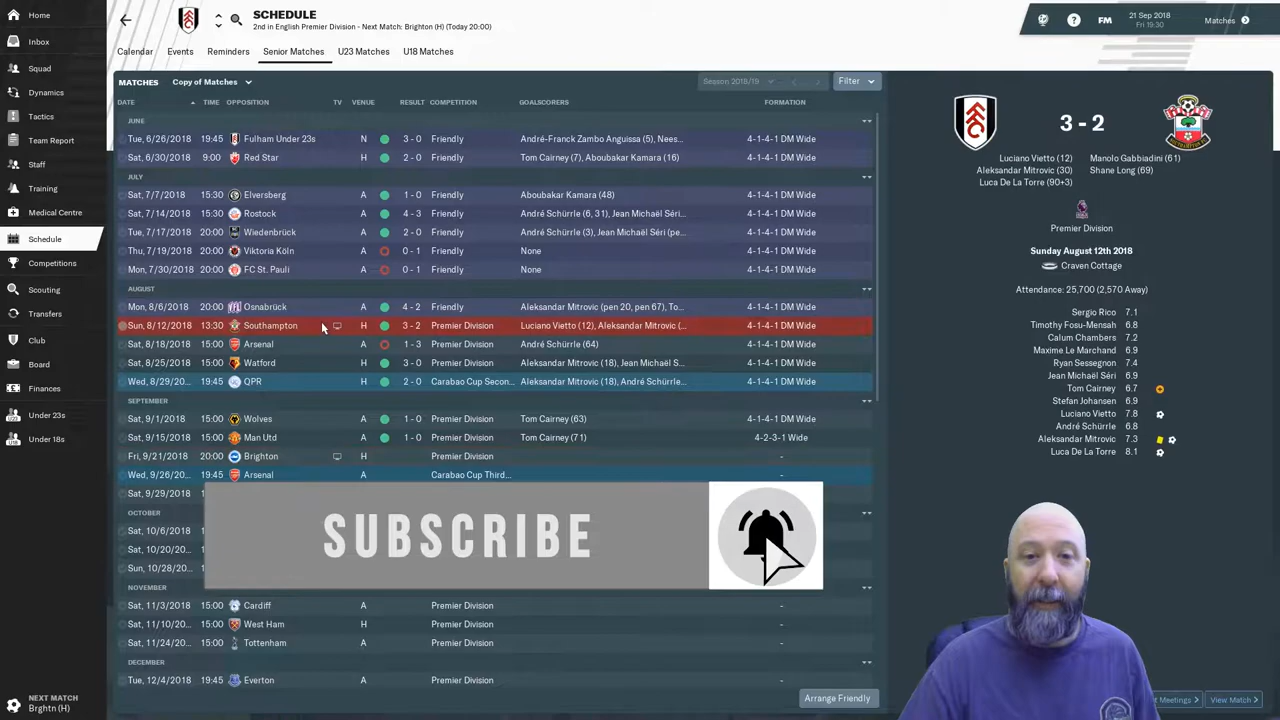 Home
Inbox
Squad
Dynamics
Tactics
Team Report
Staff
Training
Medical Centre
Schedule
Competitions
Scouting
Transfers
Club
Board
Finances
Under 23s
Under 18s
NEXT MATCH
Brghtn (H)
SCHEDULE
2nd in English Premier Division - Next Match: Brighton (H) (Today 20:00)
? FM 21 Sep 2018
Fri 19:30
Matches
Calendar Events Reminders Senior Matches U23 Matches U18 Matches
MATCHES Copy of Matches Season 2018/19 Filter
DATE TIME OPPOSITION TV VENUE RESULT COMPETITION GOALSCORERS FORMATION
JUNE
Tue, 6/26/2018 19:45 Fulham Under 23s N 3 - 0 Friendly André-Franck Zambo Anguissa (5), Nees... 4-1-4-1 DM Wide
Sat, 6/30/2018 9:00 Red Star H 2 - 0 Friendly Tom Cairney (7), Aboubakar Kamara (16) 4-1-4-1 DM Wide
JULY
Sat, 7/7/2018 15:30 Elversberg A 1 - 0 Friendly Aboubakar Kamara (48) 4-1-4-1 DM Wide
Sat, 7/14/2018 15:30 Rostock A 4 - 3 Friendly André Schürrle (6, 31), Jean Michaël Séri... 4-1-4-1 DM Wide
Tue, 7/17/2018 20:00 Wiedenbrück A 2 - 0 Friendly André Schürrle (3), Jean Michaël Séri (pe... 4-1-4-1 DM Wide
Thu, 7/19/2018 20:00 Viktoria Köln A 0 - 1 Friendly None 4-1-4-1 DM Wide
Mon, 7/30/2018 20:00 FC St. Pauli A 0 - 1 Friendly None 4-1-4-1 DM Wide
AUGUST
Mon, 8/6/2018 20:00 Osnabrück A 4 - 2 Friendly Aleksandar Mitrovic (pen 20, pen 67), To... 4-1-4-1 DM Wide
Sun, 8/12/2018 13:30 Southampton H 3 - 2 Premier Division Luciano Vietto (12), Aleksandar Mitrovic (... 4-1-4-1 DM Wide
Sat, 8/18/2018 15:00 Arsenal A 1 - 3 Premier Division André Schürrle (64) 4-1-4-1 DM Wide
Sat, 8/25/2018 15:00 Watford H 3 - 0 Premier Division Aleksandar Mitrovic (18), Jean Michaël S... 4-1-4-1 DM Wide
Wed, 8/29/20... 19:45 QPR H 2 - 0 Carabao Cup Secon... Aleksandar Mitrovic (18), André Schürrle... 4-1-4-1 DM Wide
SEPTEMBER
Sat, 9/1/2018 15:00 Wolves A 1 - 0 Premier Division Tom Cairney (63) 4-1-4-1 DM Wide
Sat, 9/15/2018 15:00 Man Utd A 1 - 0 Premier Division Tom Cairney (71) 4-2-3-1 Wide
Fri, 9/21/2018 20:00 Brighton H Premier Division -
Wed, 9/26/20... 19:45 Arsenal A Carabao Cup Third... -
Sat, 9/29/2018
OCTOBER
Sat, 10/6/2018
Sat, 10/20/20...
Sun, 10/28/20...
SUBSCRIBE
NOVEMBER
Sat, 11/3/2018 15:00 Cardiff A Premier Division -
Sat, 11/10/20... 15:00 West Ham H Premier Division -
Sat, 11/24/20... 15:00 Tottenham A Premier Division -
DECEMBER
Tue, 12/4/2018 19:45 Everton A Premier Division -
Arrange Friendly
3 - 2
Luciano Vietto (12) Manolo Gabbiadini (61)
Aleksandar Mitrovic (30) Shane Long (69)
Luca De La Torre (90+3)
Premier Division
Sunday August 12th 2018
Craven Cottage
Attendance: 25,700 (2,570 Away)
Sergio Rico 7.1
Timothy Fosu-Mensah 6.8
Calum Chambers 7.2
Maxime Le Marchand 6.9
Ryan Sessegnon 7.4
Jean Michaël Séri 6.9
Tom Cairney 6.7
Stefan Johansen 6.9
Luciano Vietto 7.8
André Schürrle 6.8
Aleksandar Mitrovic 7.3
Luca De La Torre 8.1
Meetings View Match